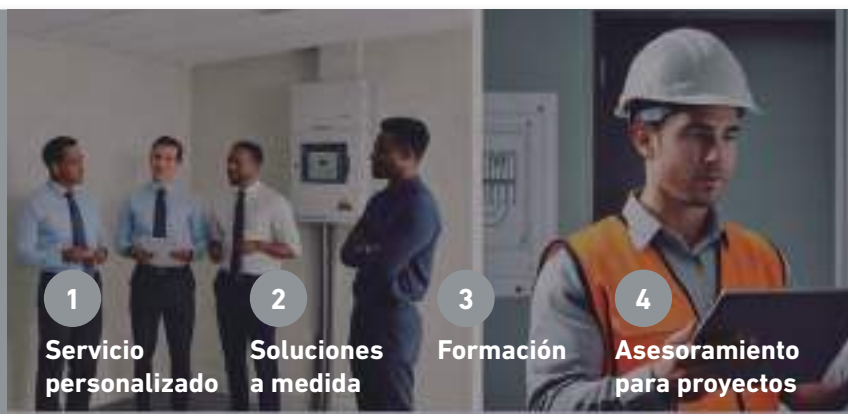 1
Servicio
personalizado
2
Soluciones
a medida
3
Formación
4
Asesoramiento
para proyectos